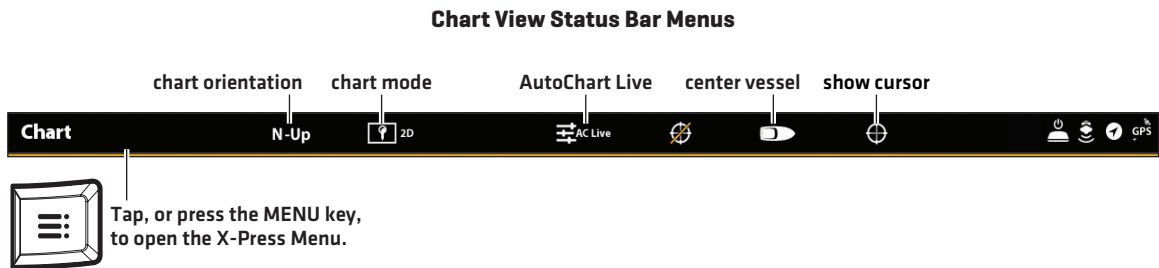 Chart View Status Bar Menus
chart orientation chart mode AutoChart Live center vessel show cursor
Chart N-Up 2D AC Live GPS
Tap, or press the MENU key,
to open the X-Press Menu.